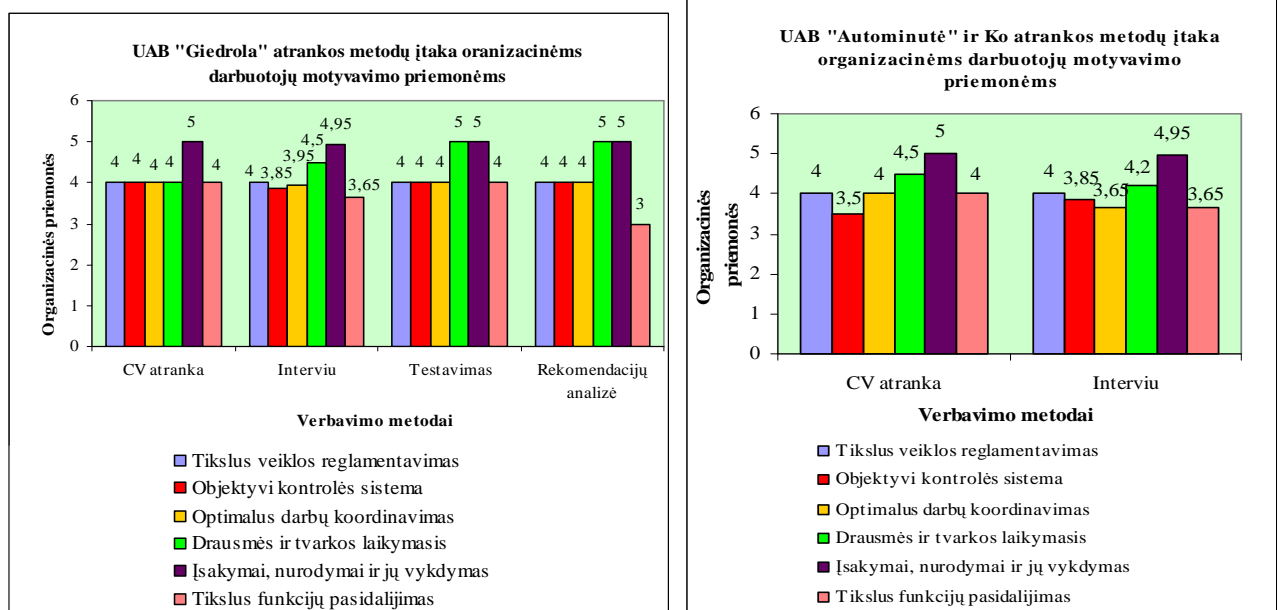 UAB "Giedrola" atrankos metodų įtaka oranizacinėms
darbuotojų motyvavimo priemonėms
Organizacinės priemonės
6
5
4
3
2
1
0
4 4 4 4 5 4
4 3,85 3,95 4,5 4,95 3,65
4 4 4 5 5 4
4 4 4 5 5 3
CV atranka Interviu Testavimas Rekomendacijų
analizė
Verbavimo metodai
Tikslus veiklos reglamentavimas
Objektyvi kontrolės sistema
Optimalus darbų koordinavimas
Drausmės ir tvarkos laikymasis
Įsakymai, nurodymai ir jų vykdymas
Tikslus funkcijų pasidalijimas
UAB "Autominutė" ir Ko atrankos metodų įtaka
organizacinėms darbuotojų motyvavimo
priemonėms
Organizacinės
priemonės
6
5
4
3
2
1
0
4 3,5 4 4,5 5 4
4 3,85 3,65 4,2 4,95 3,65
CV atranka Interviu
Verbavimo metodai
Tikslus veiklos reglamentavimas
Objektyvi kontrolės sistema
Optimalus darbų koordinavimas
Drausmės ir tvarkos laikymasis
Įsakymai, nurodymai ir jų vykdymas
Tikslus funkcijų pasidalijimas